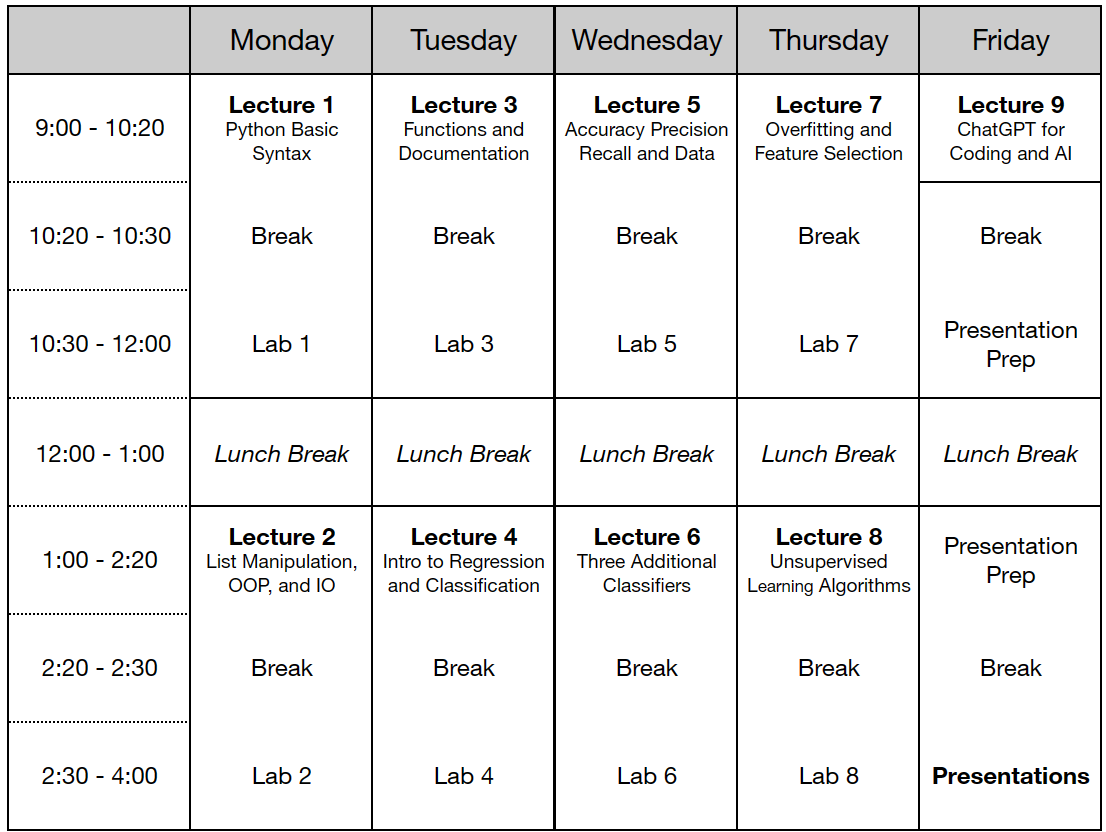 Monday Tuesday Wednesday Thursday Friday
9:00 - 10:20
Lecture 1
Python Basic
Syntax
Lecture 3
Functions and
Documentation
Lecture 5
Accuracy Precision
Recall and Data
Lecture 7
Overfitting and
Feature Selection
Lecture 9
ChatGPT for
Coding and AI
10:20 - 10:30
Break
Break
Break
Break
Break
10:30 - 12:00
Lab 1
Lab 3
Lab 5
Lab 7
Presentation
Prep
12:00 - 1:00
Lunch Break
Lunch Break
Lunch Break
Lunch Break
Lunch Break
1:00 - 2:20
Lecture 2
List Manipulation,
OOP, and IO
Lecture 4
Intro to Regression
and Classification
Lecture 6
Three Additional
Classifiers
Lecture 8
Unsupervised
Learning Algorithms
Presentation
Prep
2:20 - 2:30
Break
Break
Break
Break
Break
2:30 - 4:00
Lab 2
Lab 4
Lab 6
Lab 8
Presentations